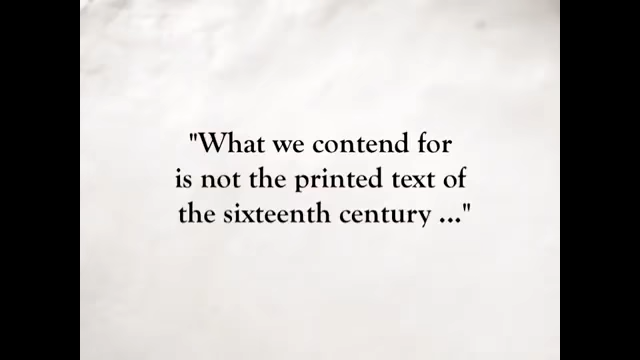 "What we contend for
is not the printed text of
the sixteenth century ..."